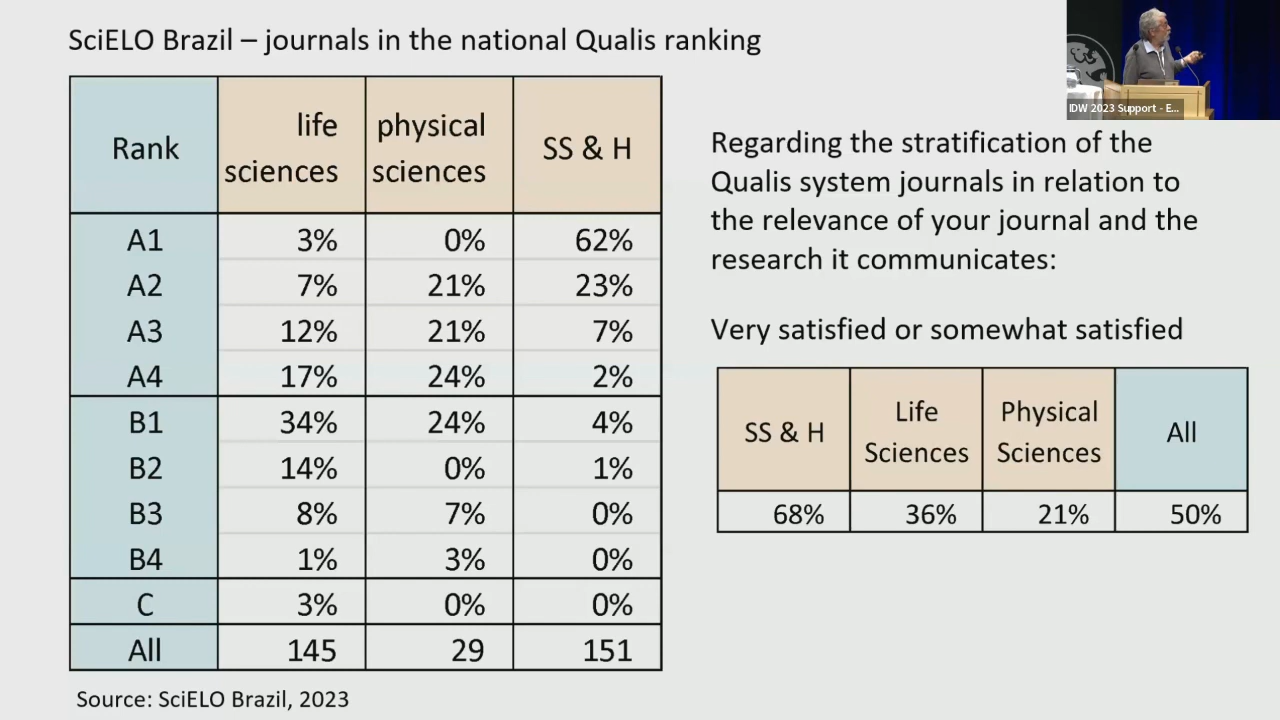 SciELO Brazil – journals in the national Qualis ranking
IDW 2023 Support - E...
Rank life sciences physical sciences SS & H
A1 3% 0% 62%
A2 7% 21% 23%
A3 12% 21% 7%
A4 17% 24% 2%
B1 34% 24% 4%
B2 14% 0% 1%
B3 8% 7% 0%
B4 1% 3% 0%
C 3% 0% 0%
All 145 29 151
Source: SciELO Brazil, 2023
Regarding the stratification of the
Qualis system journals in relation to
the relevance of your journal and the
research it communicates:
Very satisfied or somewhat satisfied
SS & H Life Sciences Physical Sciences All
68% 36% 21% 50%